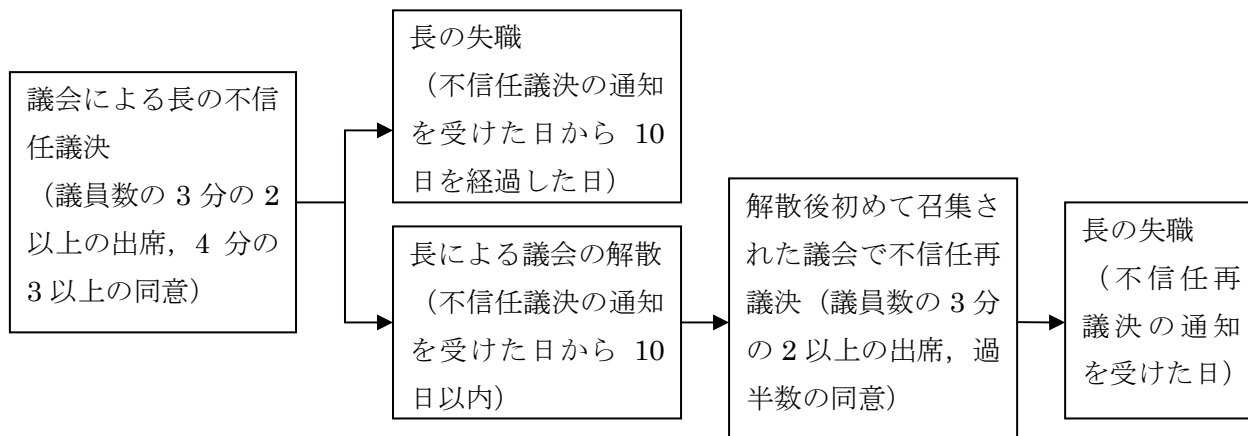 議会による長の不信
任議決
（議員数の 3 分の 2
以上の出席，4 分の
3 以上の同意）
長の失職
（不信任議決の通知
を受けた日から 10
日を経過した日）
長による議会の解散
（不信任議決の通知
を受けた日から 10
日以内）
解散後初めて召集さ
れた議会で不信任再
議決（議員数の 3 分
の 2 以上の出席，過
半数の同意）
長の失職
（不信任再
議決の通知
を受けた日）